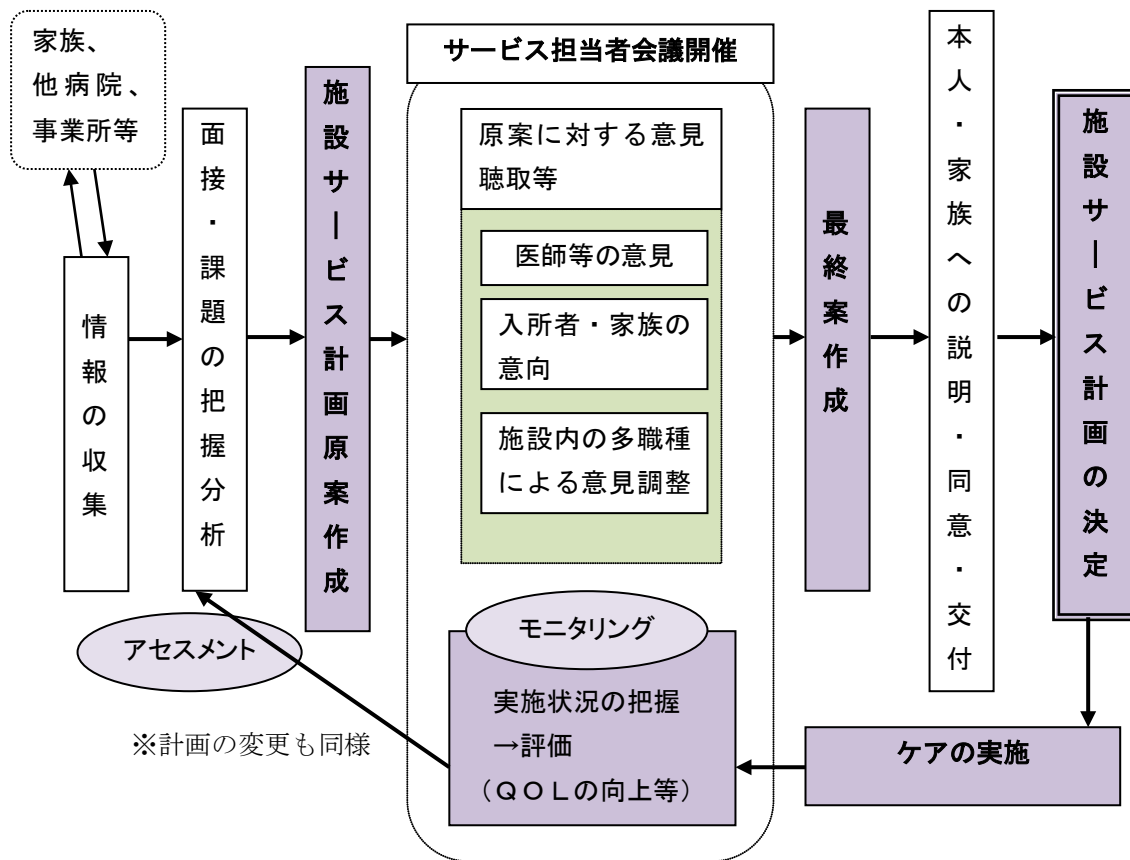 家族、
他病院、
事業所等
情報の収集
面接・課題の把握分析
アセスメント
施設サービス計画原案作成
サービス担当者会議開催
原案に対する意見
聴取等
医師等の意見
入所者・家族の
意向
施設内の多職種
による意見調整
最終案作成
本人・家族への説明・同意・交付
施設サービス計画の決定
ケアの実施
モニタリング
実施状況の把握
→評価
（ＱＯＬの向上等）
※計画の変更も同様